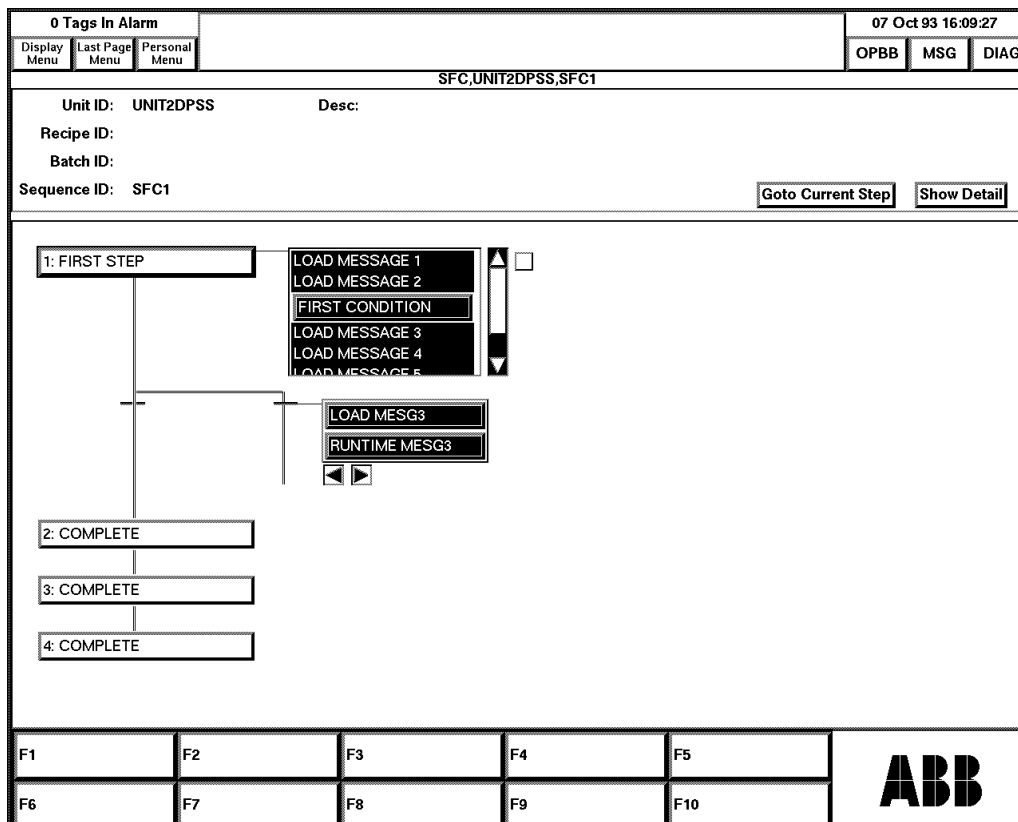 0 Tags In Alarm
07 Oct 93 16:09:27
Display Menu
Last Page Menu
Personal Menu
OPBB
MSG
DIAG
SFC,UNIT2DPSS,SFC1
Unit ID: UNIT2DPSS Desc:
Recipe ID:
Batch ID:
Sequence ID: SFC1
Goto Current Step
Show Detail
1: FIRST STEP
LOAD MESSAGE 1
LOAD MESSAGE 2
FIRST CONDITION
LOAD MESSAGE 3
LOAD MESSAGE 4
LOAD MESSAGE 5
LOAD MESG3
RUNTIME MESG3
2: COMPLETE
3: COMPLETE
4: COMPLETE
F1 F2 F3 F4 F5
F6 F7 F8 F9 F10
ABB